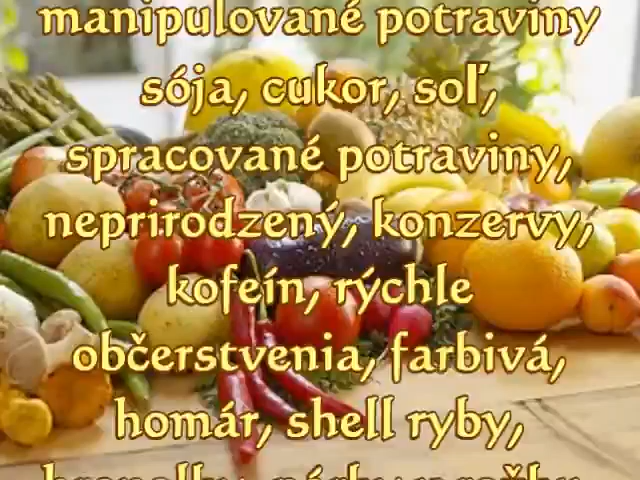 manipulované potraviny
sója, cukor, soľ,
spracované potraviny,
neprirodzený, konzervy,
kofeín, rýchle
občerstvenia, farbivá,
homár, shell ryby,